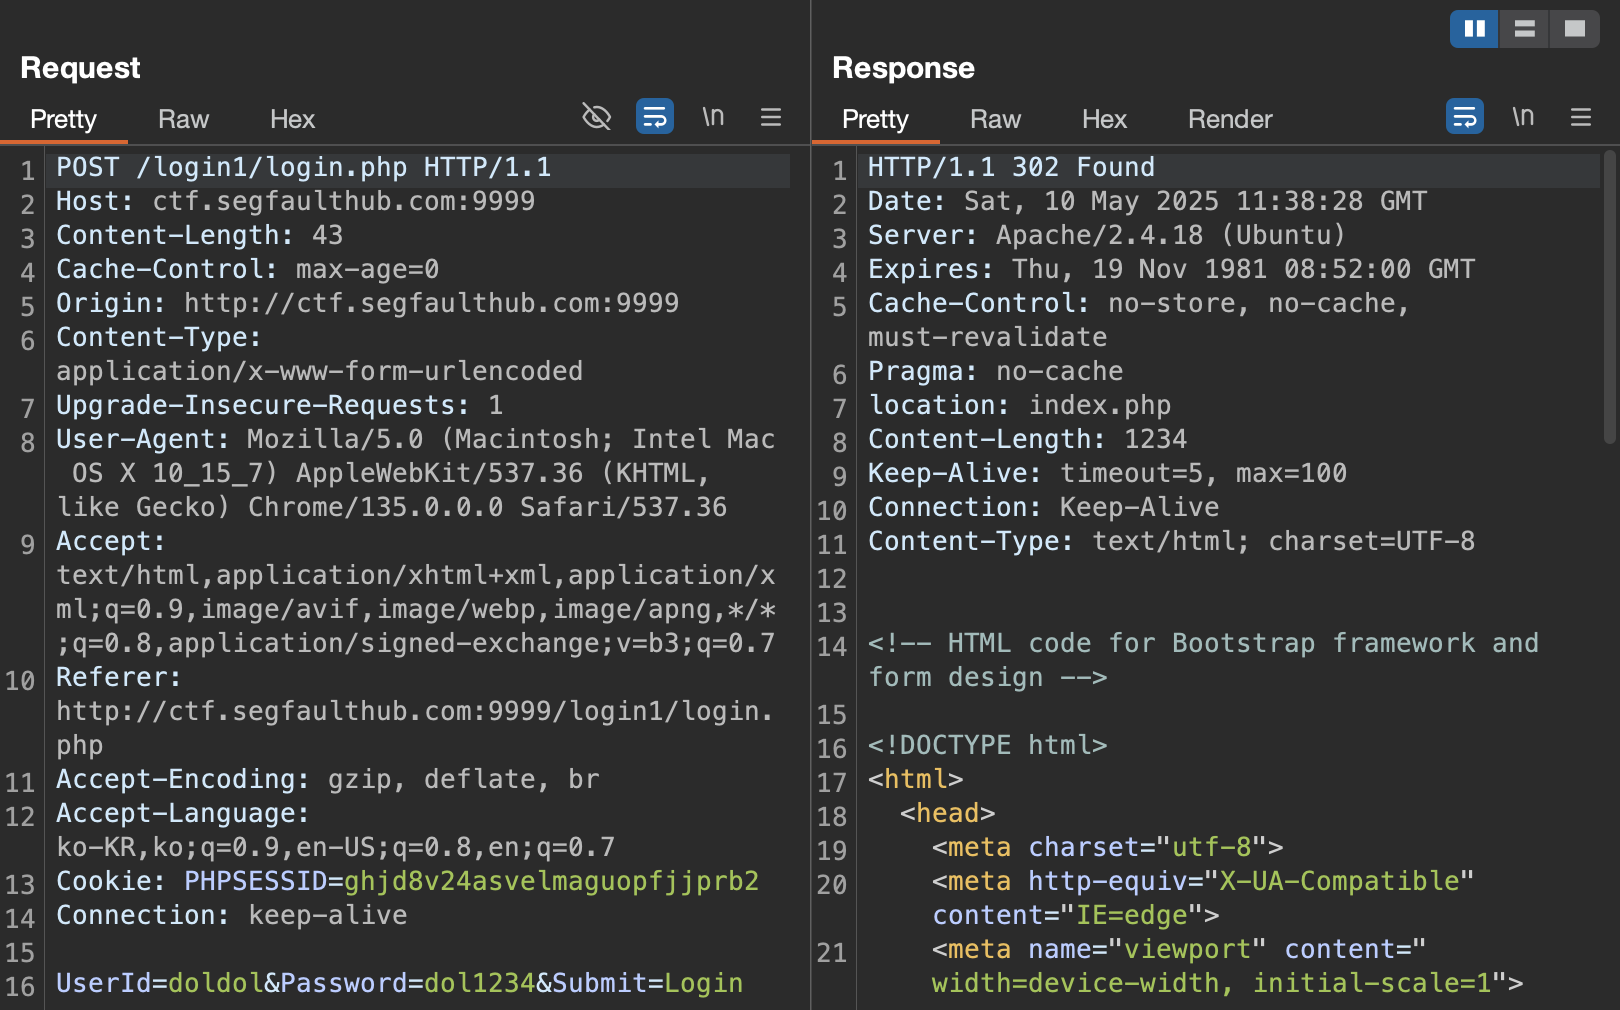 Request
Pretty Raw Hex \n
1 POST /login1/login.php HTTP/1.1
2 Host: ctf.segfaulthub.com:9999
3 Content-Length: 43
4 Cache-Control: max-age=0
5 Origin: http://ctf.segfaulthub.com:9999
6 Content-Type:
application/x-www-form-urlencoded
7 Upgrade-Insecure-Requests: 1
8 User-Agent: Mozilla/5.0 (Macintosh; Intel Mac
OS X 10_15_7) AppleWebKit/537.36 (KHTML,
like Gecko) Chrome/135.0.0.0 Safari/537.36
9 Accept:
text/html,application/xhtml+xml,application/x
ml;q=0.9,image/avif,image/webp,image/apng,*/*
;q=0.8,application/signed-exchange;v=b3;q=0.7
10 Referer:
http://ctf.segfaulthub.com:9999/login1/login.
php
11 Accept-Encoding: gzip, deflate, br
12 Accept-Language:
ko-KR,ko;q=0.9,en-US;q=0.8,en;q=0.7
13 Cookie: PHPSESSID=ghjd8v24asvelmaguopfjjprb2
14 Connection: keep-alive
15
16 UserId=doldol&Password=dol1234&Submit=Login
Response
Pretty Raw Hex Render \n
1 HTTP/1.1 302 Found
2 Date: Sat, 10 May 2025 11:38:28 GMT
3 Server: Apache/2.4.18 (Ubuntu)
4 Expires: Thu, 19 Nov 1981 08:52:00 GMT
5 Cache-Control: no-store, no-cache,
must-revalidate
6 Pragma: no-cache
7 location: index.php
8 Content-Length: 1234
9 Keep-Alive: timeout=5, max=100
10 Connection: Keep-Alive
11 Content-Type: text/html; charset=UTF-8
12
13
14 <!-- HTML code for Bootstrap framework and
form design -->
15
16 <!DOCTYPE html>
17 <html>
18 <head>
19 <meta charset="utf-8">
20 <meta http-equiv="X-UA-Compatible"
content="IE=edge">
21 <meta name="viewport" content="
width=device-width, initial-scale=1">